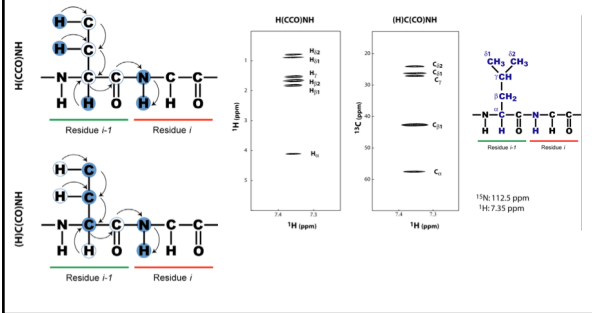 H(CCO)NH
H C
H C
N C C N C C
H H O H H O
Residue i-1 Residue i
(H)C(CO)NH
H C
H C
N C C N C C
H H O H H O
Residue i-1 Residue i
H(CCO)NH
Hδ2
Hδ1
Hγ
Hβ2
Hβ1
Hα
1
2
3
4
5
¹H (ppm)
7.4 7.3
¹H (ppm)
(H)C(CO)NH
Cδ2
Cδ1
Cγ
Cβ1
Cα
20
30
40
50
60
¹³C (ppm)
7.4 7.3
¹H (ppm)
δ1 δ2
CH₃ CH₃
γ CH
β CH₂
α
N C C N C C
H H O H H O
Residue i-1 Residue i
¹⁵N: 112.5 ppm
¹H: 7.35 ppm